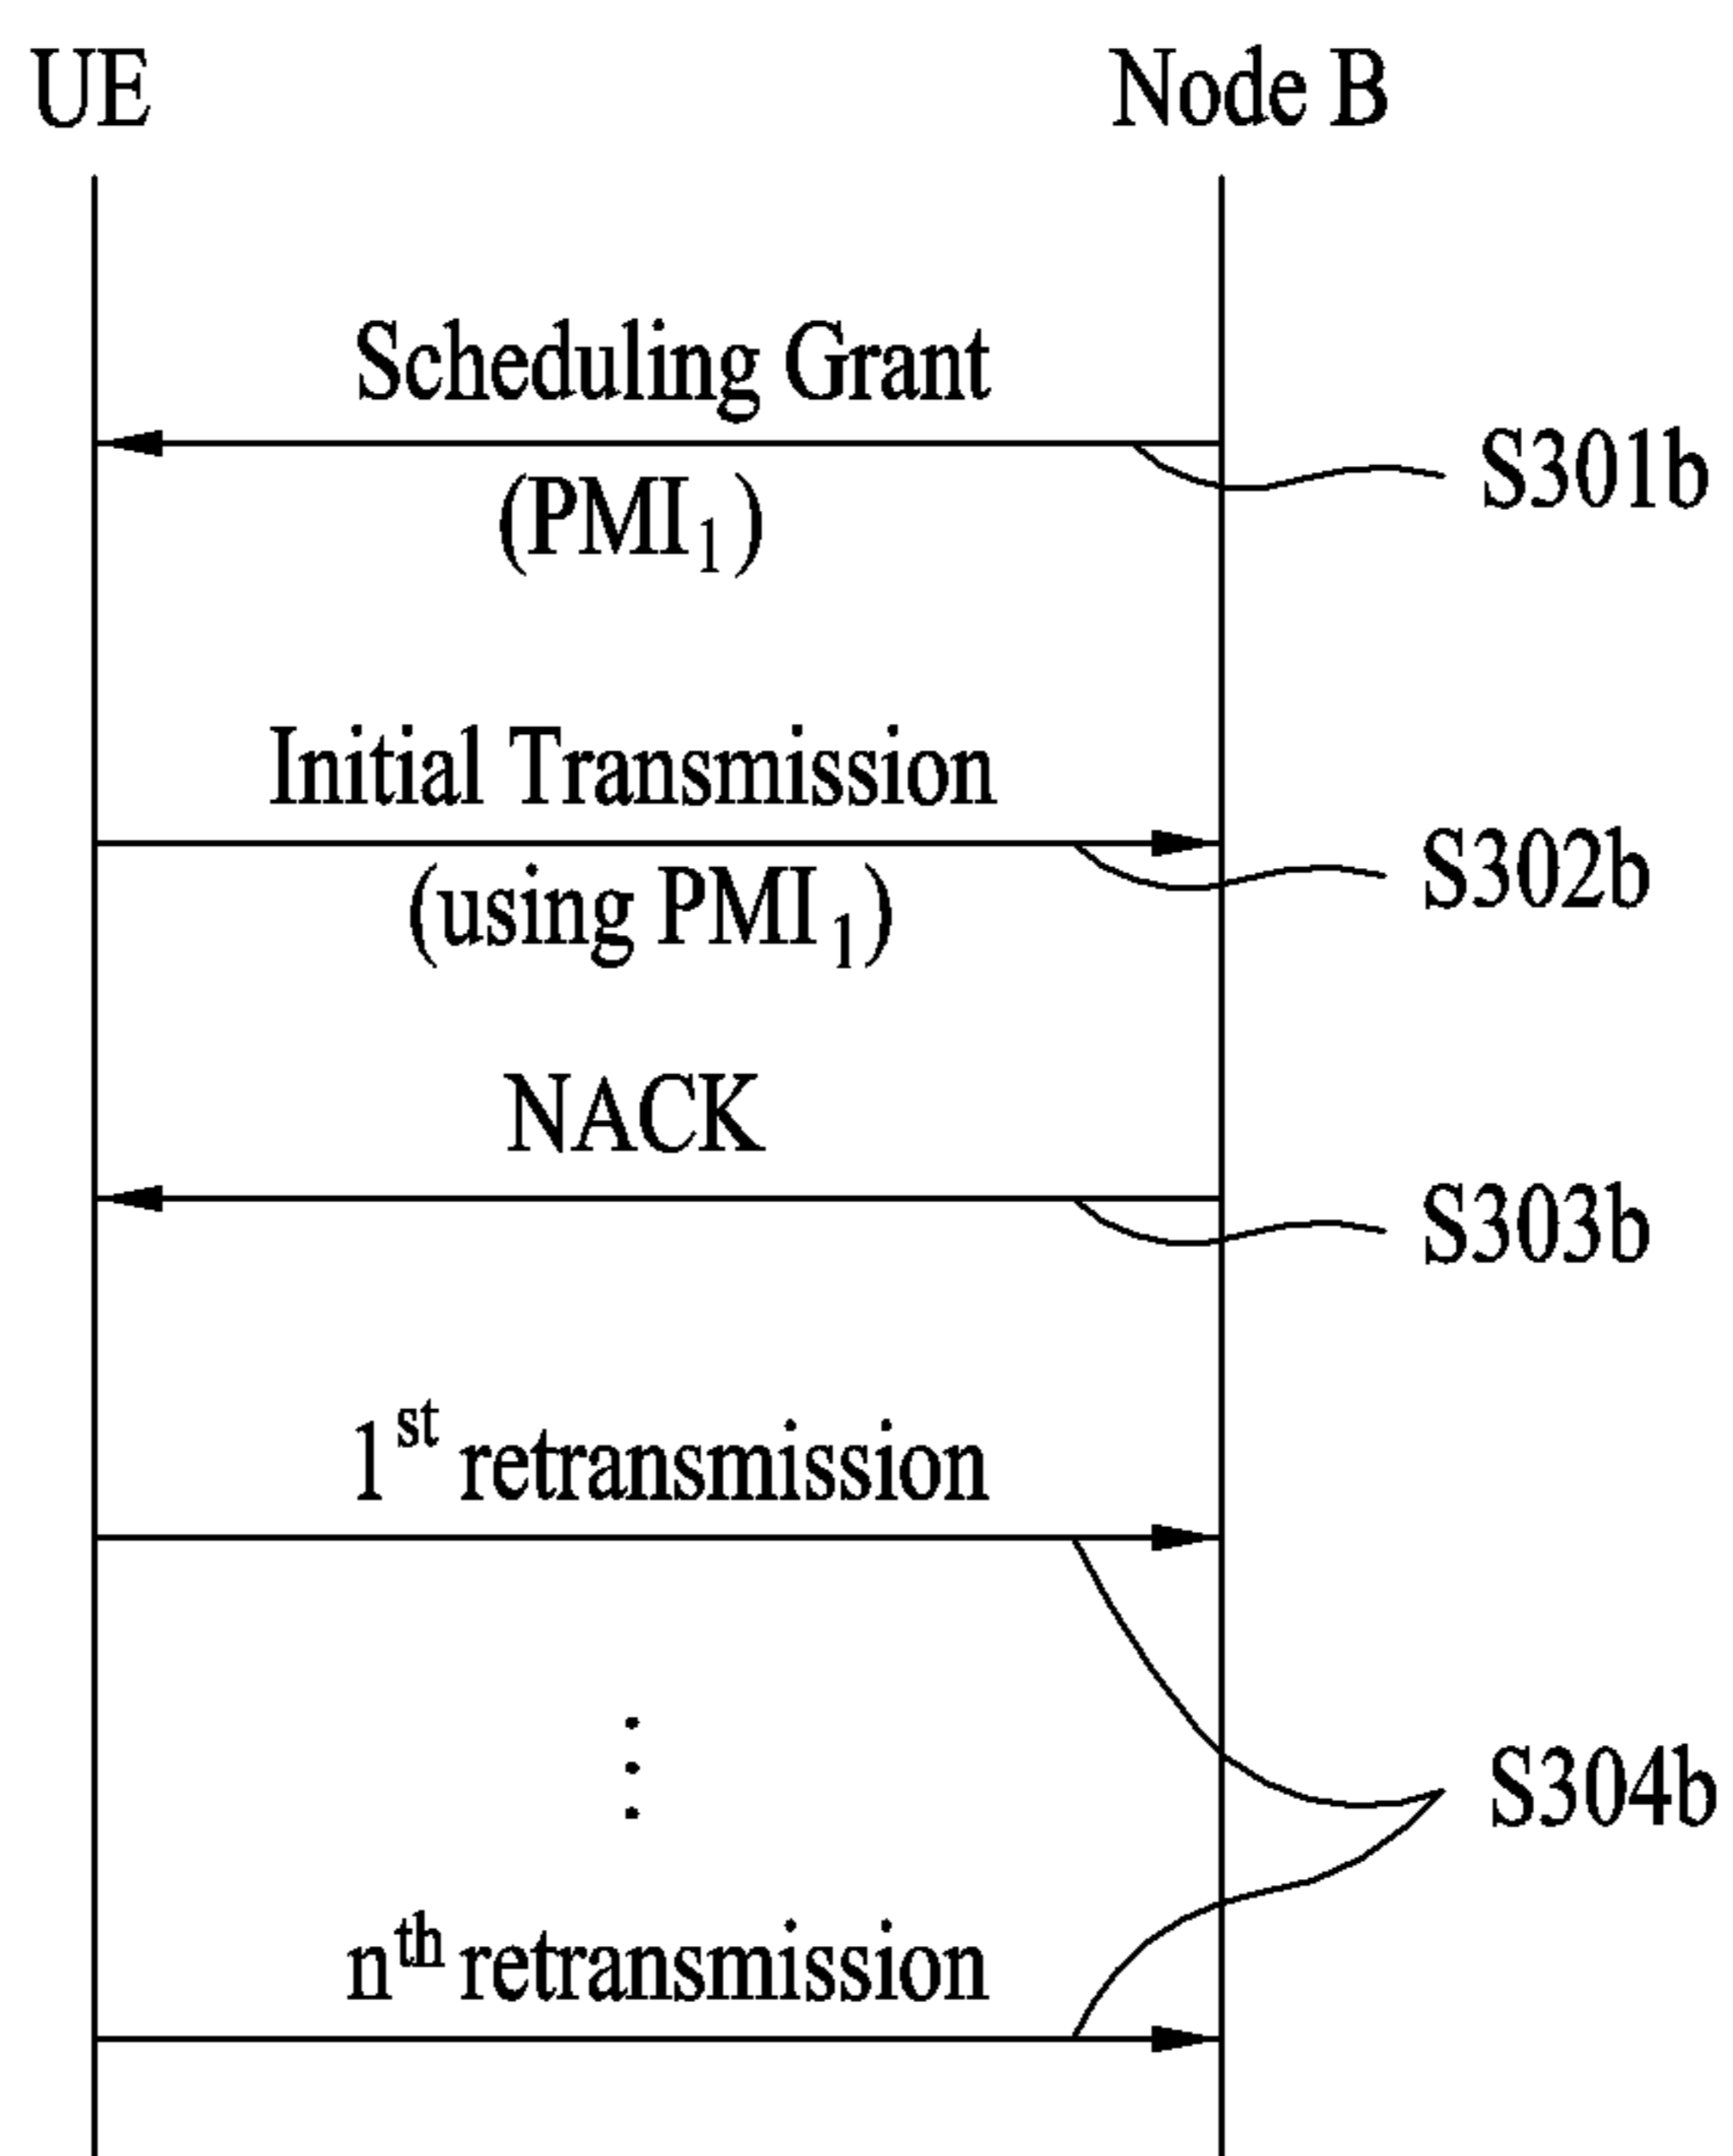 UE
Node B
Scheduling Grant
(PMI₁)
S301b
Initial Transmission
(using PMI₁)
S302b
NACK
S303b
1ˢᵗ retransmission
S304b
nᵗʰ retransmission